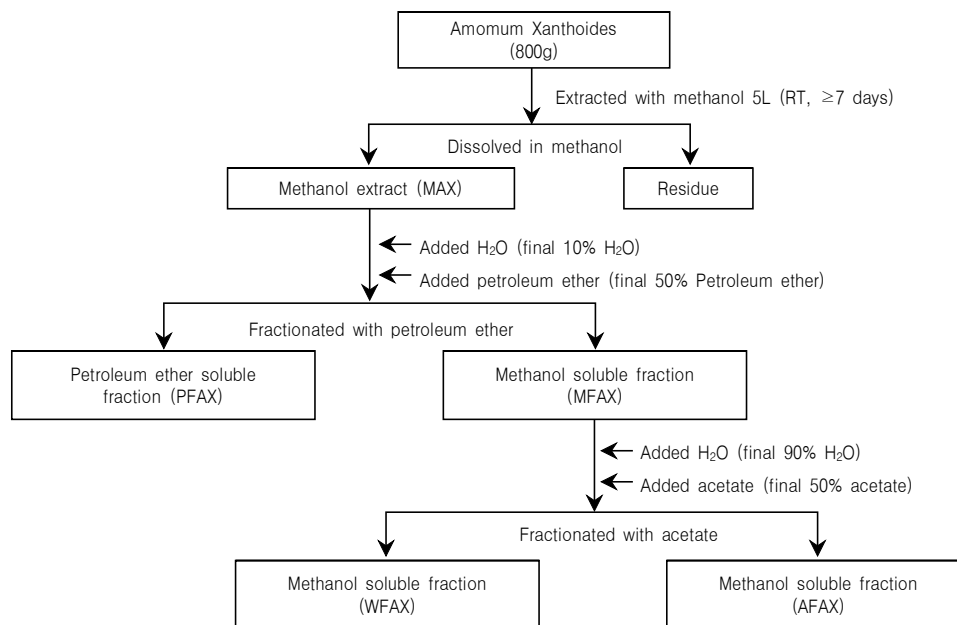 Amomum Xanthoides
(800g)
Extracted with methanol 5L (RT, ≥7 days)
Dissolved in methanol
Methanol extract (MAX)
Residue
Added H₂O (final 10% H₂O)
Added petroleum ether (final 50% Petroleum ether)
Fractionated with petroleum ether
Petroleum ether soluble
fraction (PFAX)
Methanol soluble fraction
(MFAX)
Added H₂O (final 90% H₂O)
Added acetate (final 50% acetate)
Fractionated with acetate
Methanol soluble fraction
(WFAX)
Methanol soluble fraction
(AFAX)